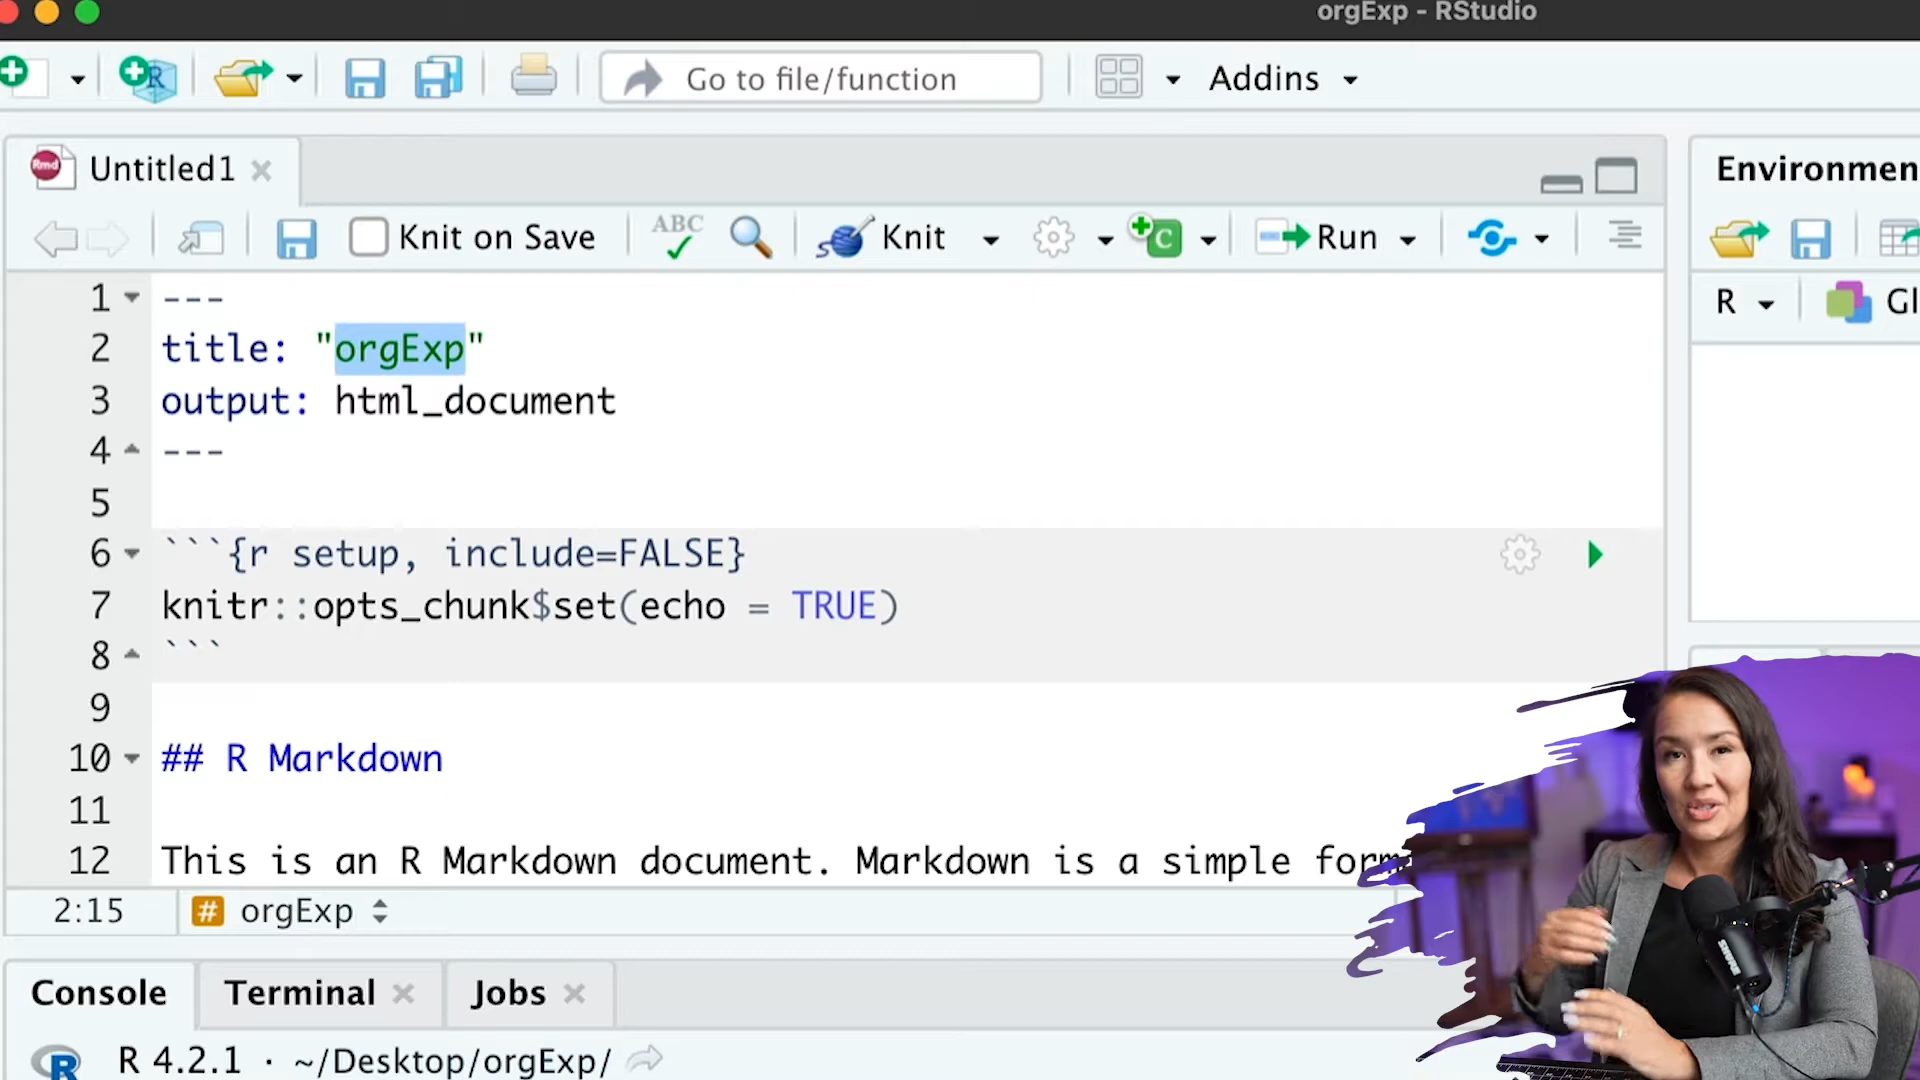 orgExp - RStudio
Go to file/function
Addins
Rmd Untitled1
Environmen
Knit on Save
ABC
Knit
C
Run
R
Gl
1 ---
2 title: "orgExp"
3 output: html_document
4 ---
5
6 ```{r setup, include=FALSE}
7 knitr::opts_chunk$set(echo = TRUE)
8 ```
9
10 ## R Markdown
11
12 This is an R Markdown document. Markdown is a simple form
2:15 # orgExp
Console Terminal Jobs
R R 4.2.1 · ~/Desktop/orgExp/
SHURE